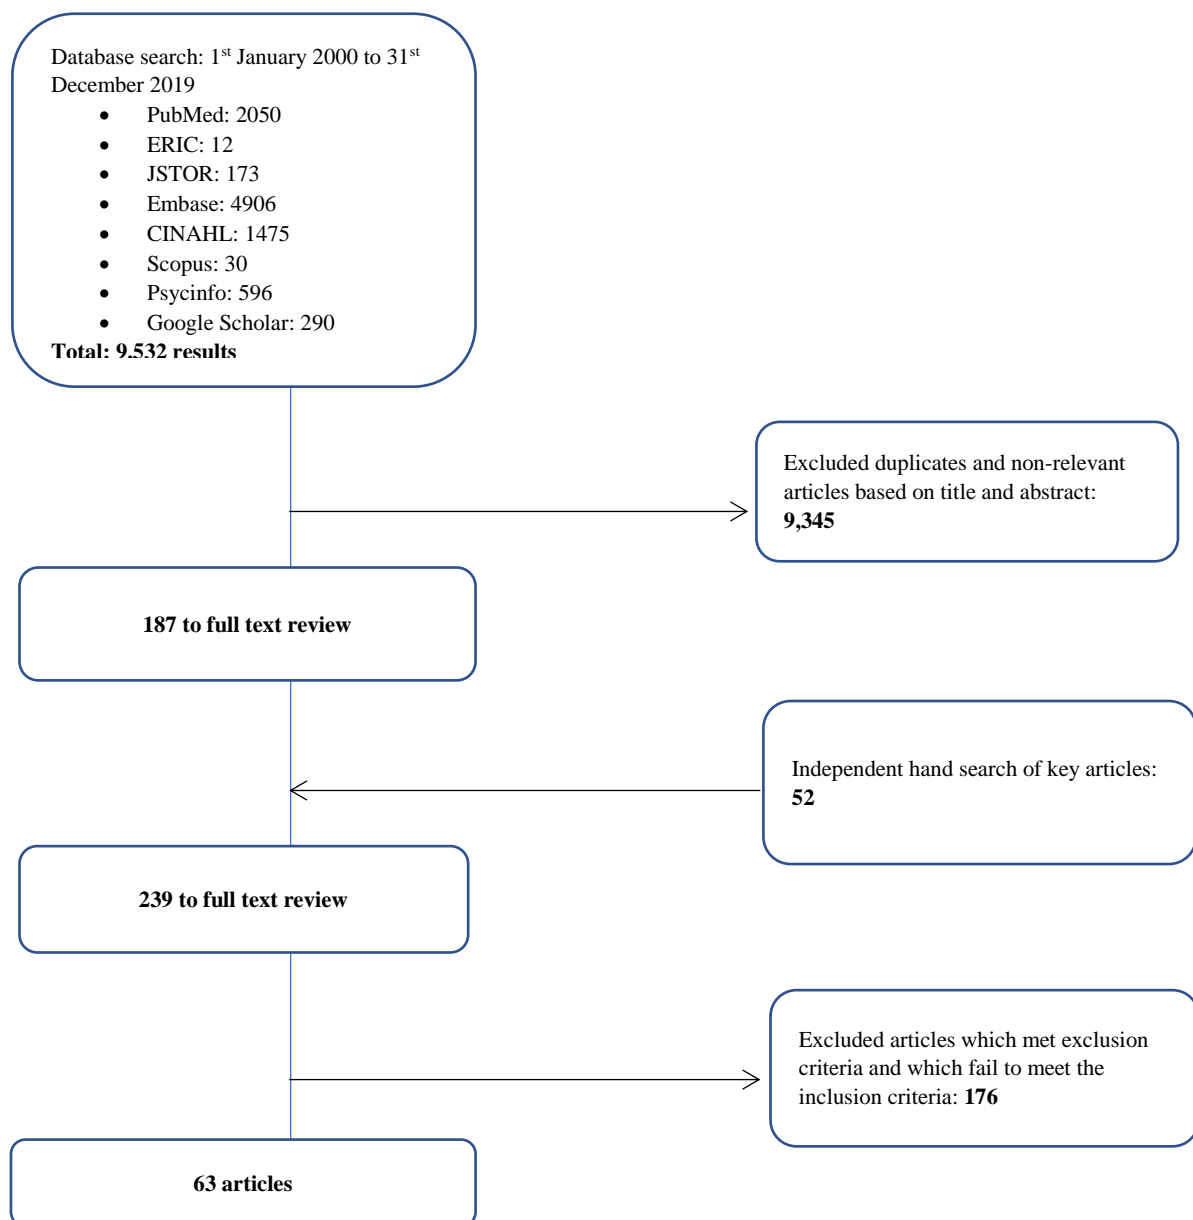 Database search: 1st January 2000 to 31st
December 2019
• PubMed: 2050
• ERIC: 12
• JSTOR: 173
• Embase: 4906
• CINAHL: 1475
• Scopus: 30
• Psycinfo: 596
• Google Scholar: 290
Total: 9,532 results
Excluded duplicates and non-relevant
articles based on title and abstract:
9,345
187 to full text review
Independent hand search of key articles:
52
239 to full text review
Excluded articles which met exclusion
criteria and which fail to meet the
inclusion criteria: 176
63 articles